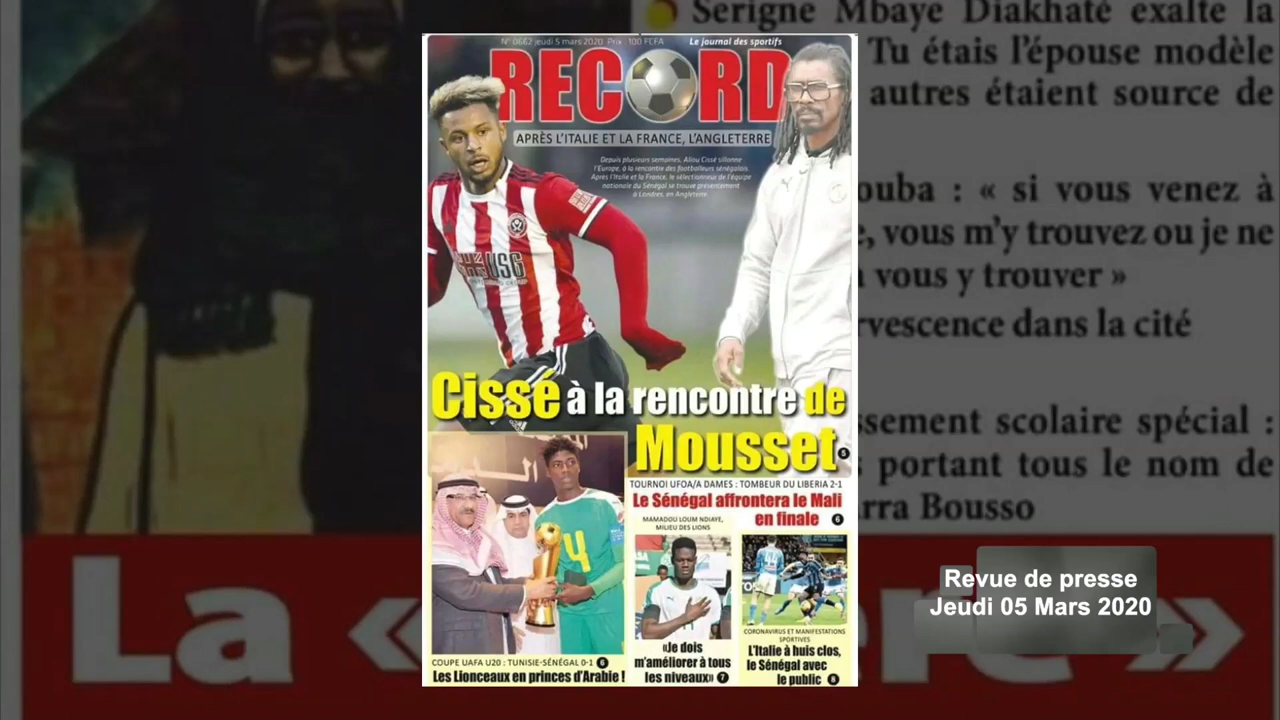 Serigne Mbaye Diakhaté exalte la
Tu étais l'épouse modèle
autres étaient source de
ouba : « si vous venez à
, vous m'y trouvez ou je ne
vous y trouver »
rvescence dans la cité
ssement scolaire spécial :
portant tous le nom de
rra Bousso
La «
»
N° 0662 jeudi 5 mars 2020 Prix : 100 FCFA
Le journal des sportifs
RECORD
APRÈS L'ITALIE ET LA FRANCE, L'ANGLETERRE
Depuis plusieurs semaines, Aliou Cissé sillonne
l'Europe, à la rencontre des footballeurs sénégalais.
Après l'Italie et la France, le sélectionneur de l'équipe
nationale du Sénégal se trouve présentement
à Londres, en Angleterre
USG
Cissé à la rencontre de
Mousset 5
TOURNOI UFOA/A DAMES : TOMBEUR DU LIBERIA 2-1
Le Sénégal affrontera le Mali
en finale 6
4
COUPE UAFA U20 : TUNISIE-SÉNÉGAL 0-1 6
Les Lionceaux en princes d'Arabie !
MAMADOU LOUM NDIAYE,
MILIEU DES LIONS
«Je dois
m'améliorer à tous
les niveaux» 7
CORONAVIRUS ET MANIFESTATIONS
SPORTIVES
L'Italie à huis clos,
le Sénégal avec
le public 8
Revue de presse
Jeudi 05 Mars 2020